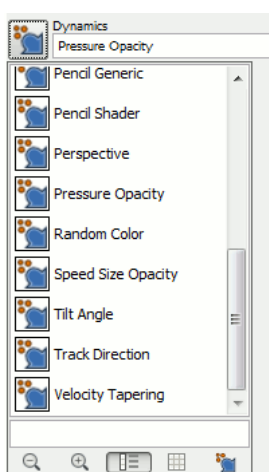 Dynamics
Pressure Opacity
Pencil Generic
Pencil Shader
Perspective
Pressure Opacity
Random Color
Speed Size Opacity
Tilt Angle
Track Direction
Velocity Tapering